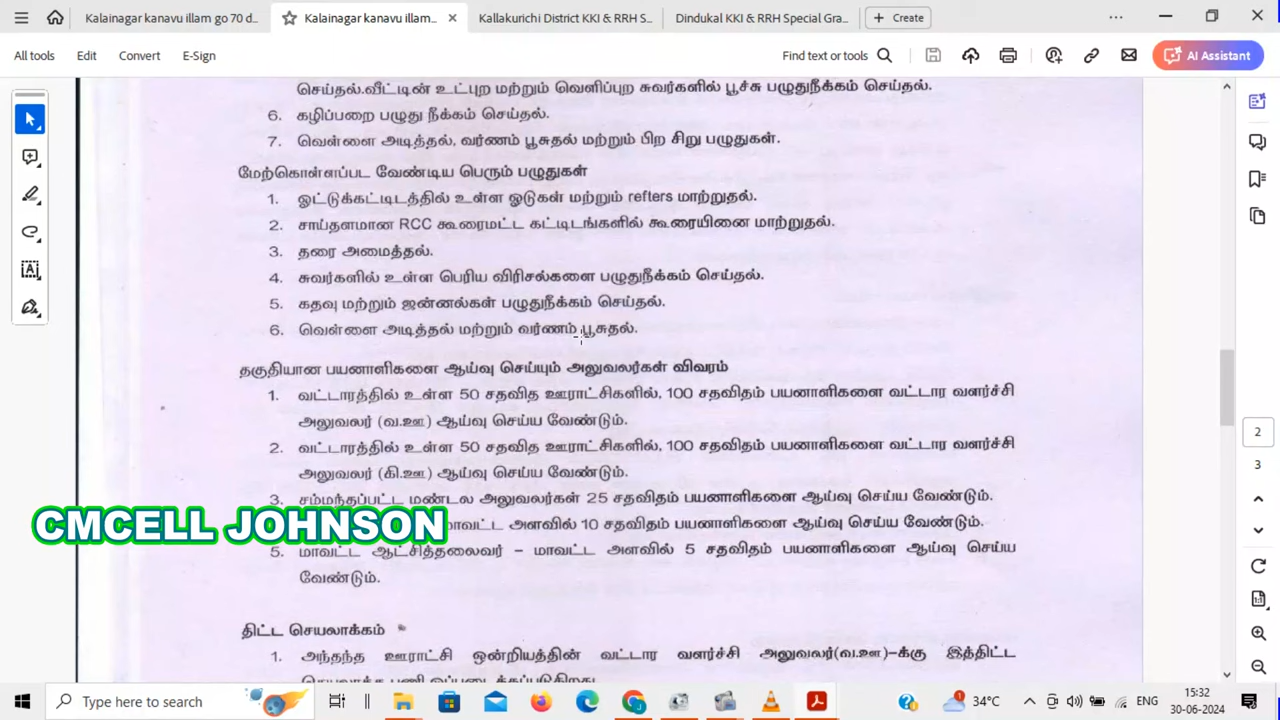 Kalainagar kanavu illam go 70 d...
Kalainagar kanavu illam...
Kallakurichi District KKI & RRH S...
Dindukal KKI & RRH Special Gra...
Create
All tools Edit Convert E-Sign
Find text or tools
AI Assistant
செய்தல்.வீட்டின் உட்புற மற்றும் வெளிப்புற சுவர்களில் பூச்சு பழுதுநீக்கம் செய்தல்.
6. கழிப்பறை பழுது நீக்கம் செய்தல்.
7. வெள்ளை அடித்தல், வர்ணம் பூசுதல் மற்றும் பிற சிறு பழுதுகள்.
மேற்கொள்ளப்பட வேண்டிய பெரும் பழுதுகள்
1. ஓட்டுக்கட்டிடத்தில் உள்ள ஓடுகள் மற்றும் refters மாற்றுதல்.
2. சாய்தளமான RCC கூரைமட்ட கட்டிடங்களில் கூரையினை மாற்றுதல்.
3. தரை அமைத்தல்.
4. சுவர்களில் உள்ள பெரிய விரிசல்களை பழுதுநீக்கம் செய்தல்.
5. கதவு மற்றும் ஜன்னல்கள் பழுதுநீக்கம் செய்தல்.
6. வெள்ளை அடித்தல் மற்றும் வர்ணம் பூசுதல்.
தகுதியான பயனாளிகளை ஆய்வு செய்யும் அலுவலர்கள் விவரம்
1. வட்டாரத்தில் உள்ள 50 சதவித ஊராட்சிகளில், 100 சதவிதம் பயனாளிகளை வட்டார வளர்ச்சி
அலுவலர் (வ.ஊ) ஆய்வு செய்ய வேண்டும்.
2. வட்டாரத்தில் உள்ள 50 சதவித ஊராட்சிகளில், 100 சதவிதம் பயனாளிகளை வட்டார வளர்ச்சி
அலுவலர் (கி.ஊ) ஆய்வு செய்ய வேண்டும்.
3. சம்மந்தப்பட்ட மண்டல அலுவலர்கள் 25 சதவிதம் பயனாளிகளை ஆய்வு செய்ய வேண்டும்.
மாவட்ட அளவில் 10 சதவிதம் பயனாளிகளை ஆய்வு செய்ய வேண்டும்.
CMCELL JOHNSON
5. மாவட்ட ஆட்சித்தலைவர் – மாவட்ட அளவில் 5 சதவிதம் பயனாளிகளை ஆய்வு செய்ய
வேண்டும்.
திட்ட செயலாக்கம்
1. அந்தந்த ஊராட்சி ஒன்றியத்தின் வட்டார வளர்ச்சி அலுவலர்(வ.ஊ)-க்கு இத்திட்ட
2
3
Type here to search
34°C
ENG
15:32
30-06-2024